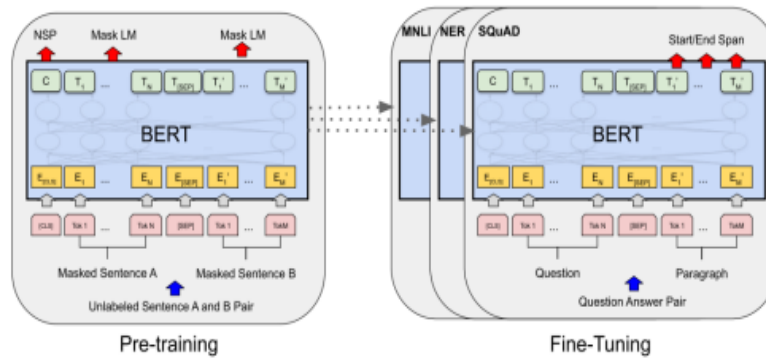 NSP Mask LM Mask LM
C T1 ... TN T[SEP] T1' ... TM'
BERT
E[CLS] E1 ... EN E[SEP] E1' ... EM'
[CLS] Tok 1 ... Tok N [SEP] Tok 1 ... TokM
Masked Sentence A Masked Sentence B
Unlabeled Sentence A and B Pair
Pre-training
MNLI NER SQuAD
Start/End Span
C T1 ... TN T[SEP] T1' ... TM'
BERT
E[CLS] E1 ... EN E[SEP] E1' ... EM'
[CLS] Tok 1 ... Tok N [SEP] Tok 1 ... TokM
Question Paragraph
Question Answer Pair
Fine-Tuning